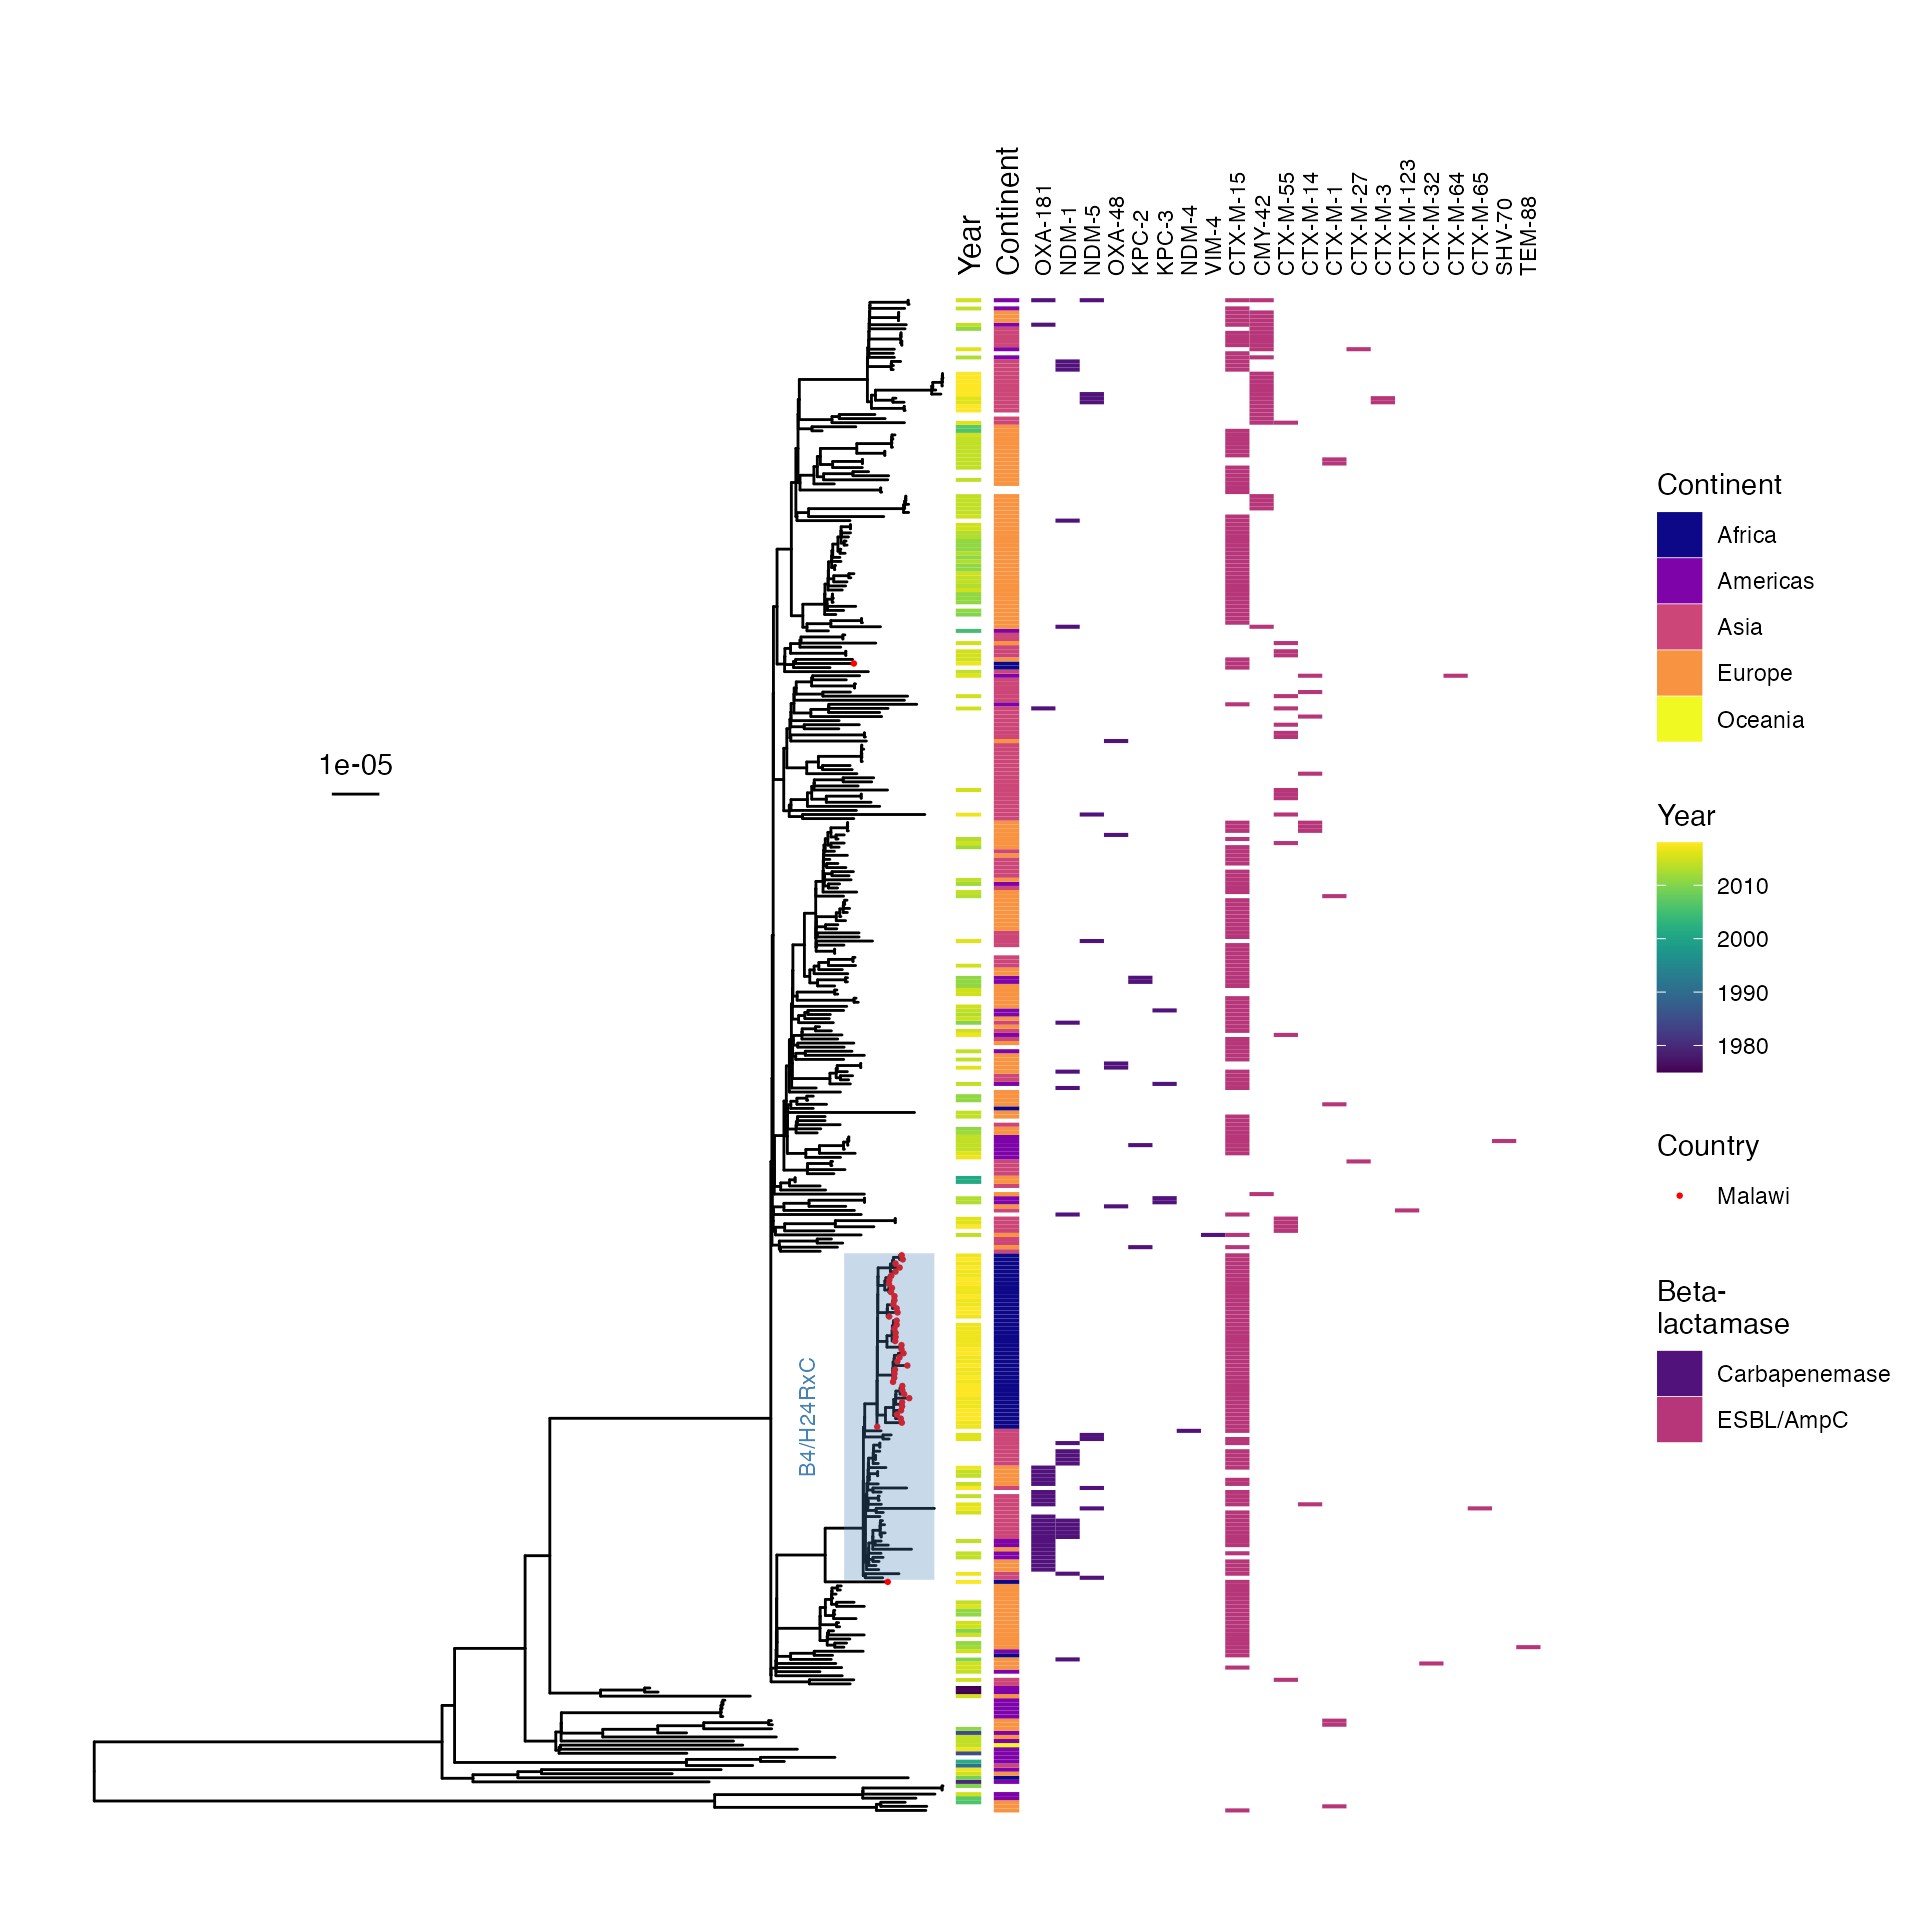 Year
Continent
OXA-181
NDM-1
NDM-5
OXA-48
KPC-2
KPC-3
NDM-4
VIM-4
CTX-M-15
CMY-42
CTX-M-55
CTX-M-14
CTX-M-1
CTX-M-27
CTX-M-3
CTX-M-123
CTX-M-32
CTX-M-64
CTX-M-65
SHV-70
TEM-88
1e-05
B4/H24RxC
Continent
Africa
Americas
Asia
Europe
Oceania
Year
2010
2000
1990
1980
Country
Malawi
Beta-
lactamase
Carbapenemase
ESBL/AmpC